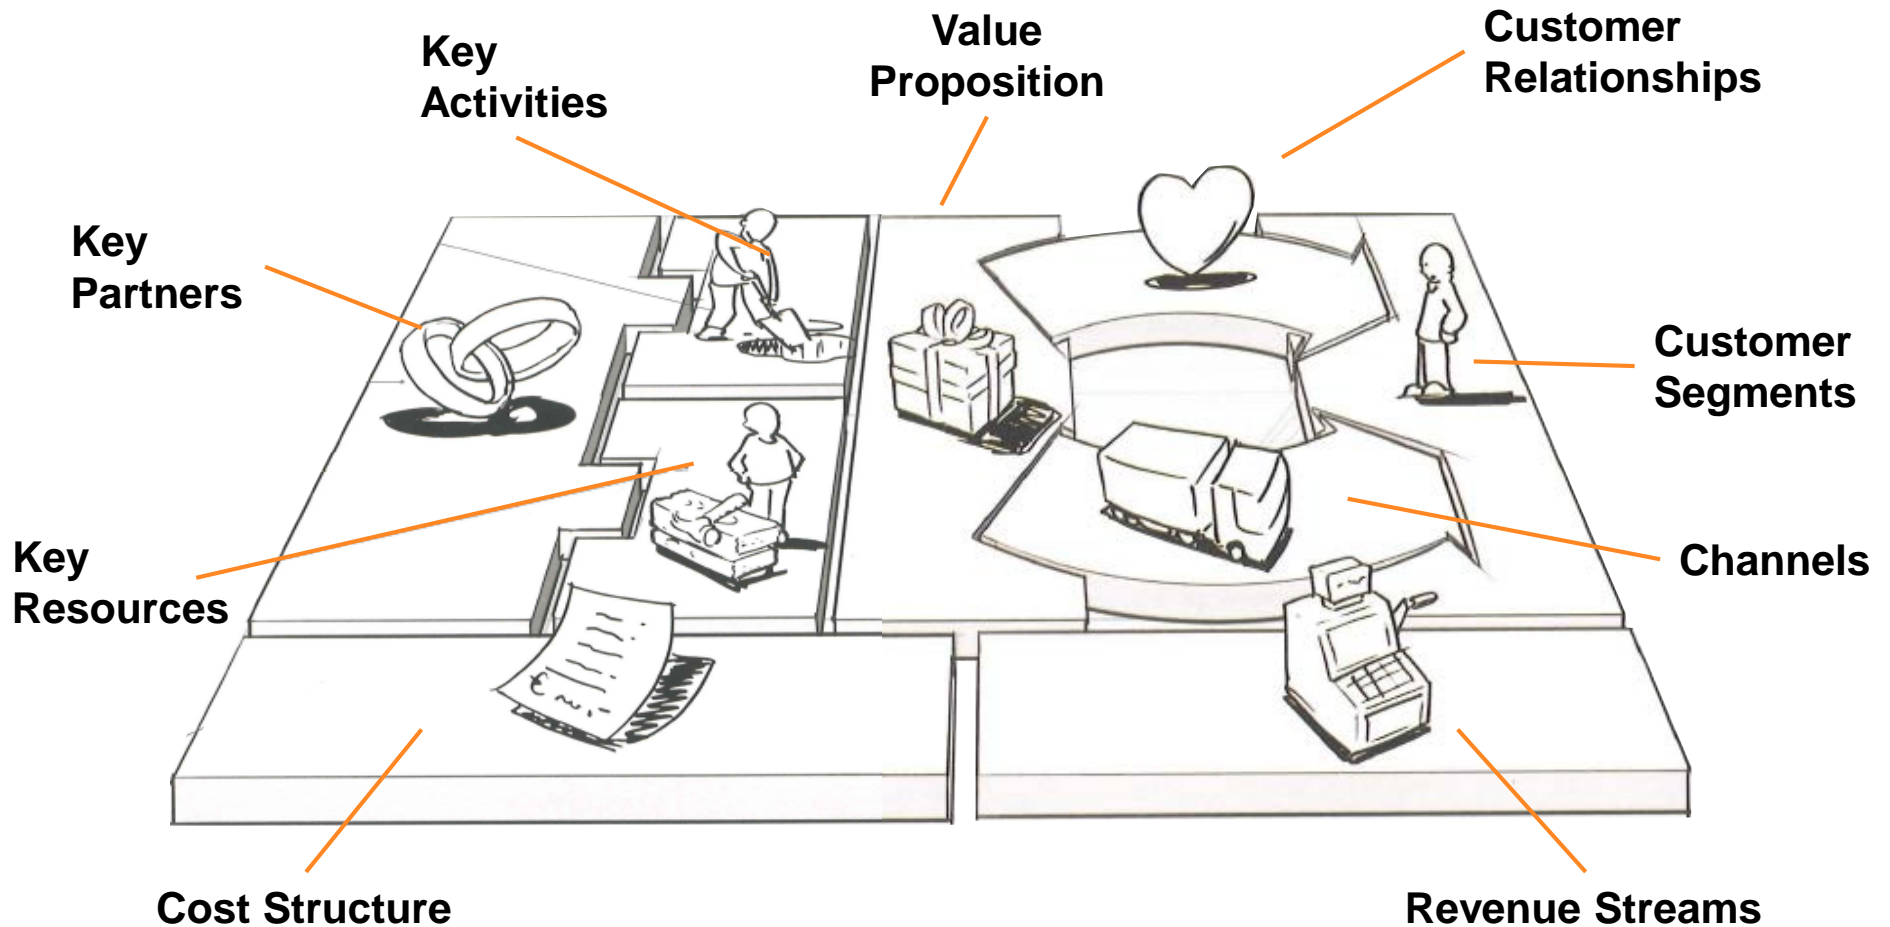 Key
Activities
Value
Proposition
Customer
Relationships
Key
Partners
Customer
Segments
Key
Resources
Channels
€
Cost Structure
Revenue Streams